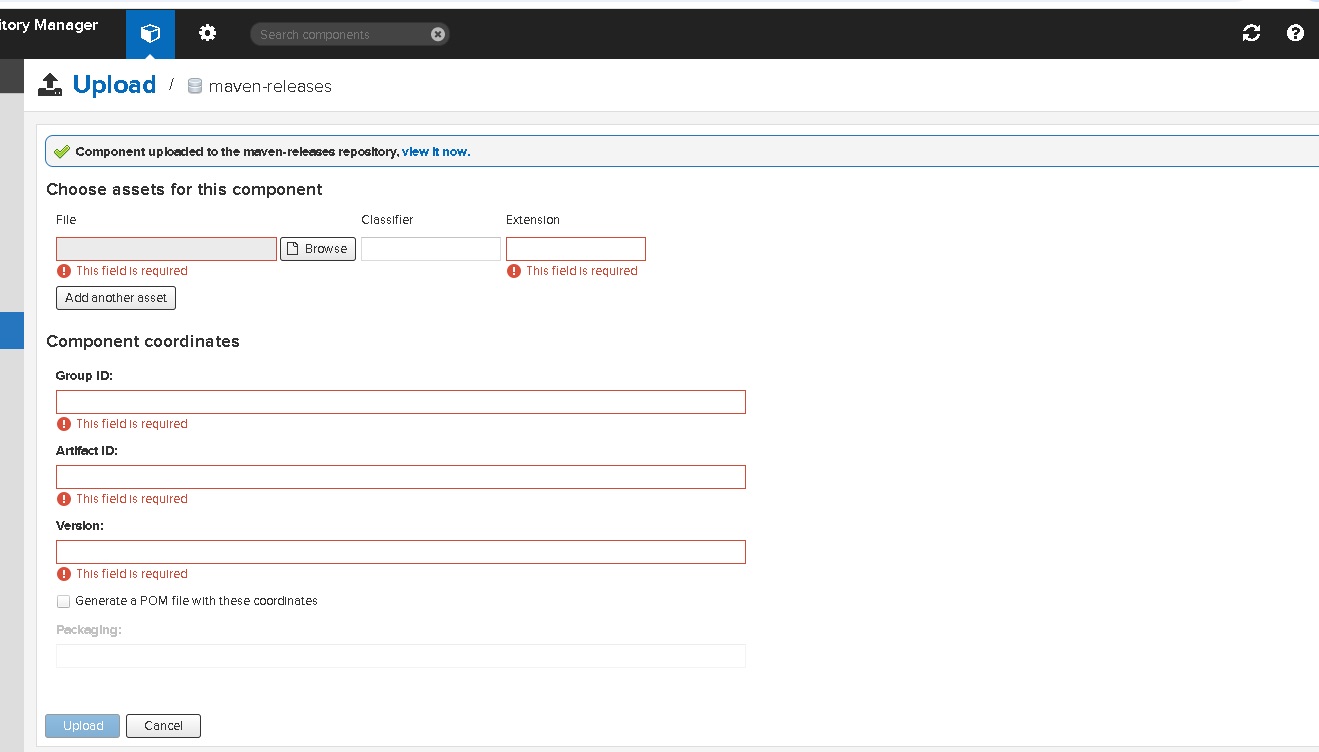 itory Manager
Search components
Upload / maven-releases
Component uploaded to the maven-releases repository, view it now.
Choose assets for this component
File Classifier Extension
Browse
This field is required This field is required
Add another asset
Component coordinates
Group ID:
This field is required
Artifact ID:
This field is required
Version:
This field is required
Generate a POM file with these coordinates
Packaging:
Upload Cancel